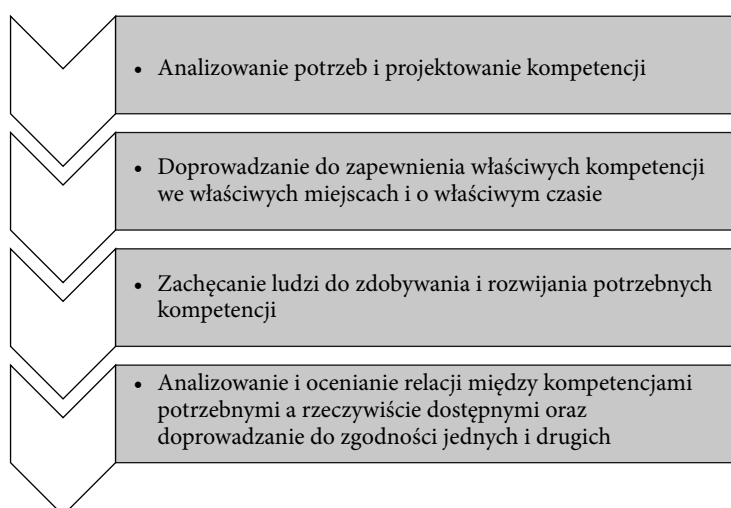 • Analizowanie potrzeb i projektowanie kompetencji
• Doprowadzanie do zapewnienia właściwych kompetencji
we właściwych miejscach i o właściwym czasie
• Zachęcanie ludzi do zdobywania i rozwijania potrzebnych
kompetencji
• Analizowanie i ocenianie relacji między kompetencjami
potrzebnymi a rzeczywiście dostępnymi oraz
doprowadzanie do zgodności jednych i drugich